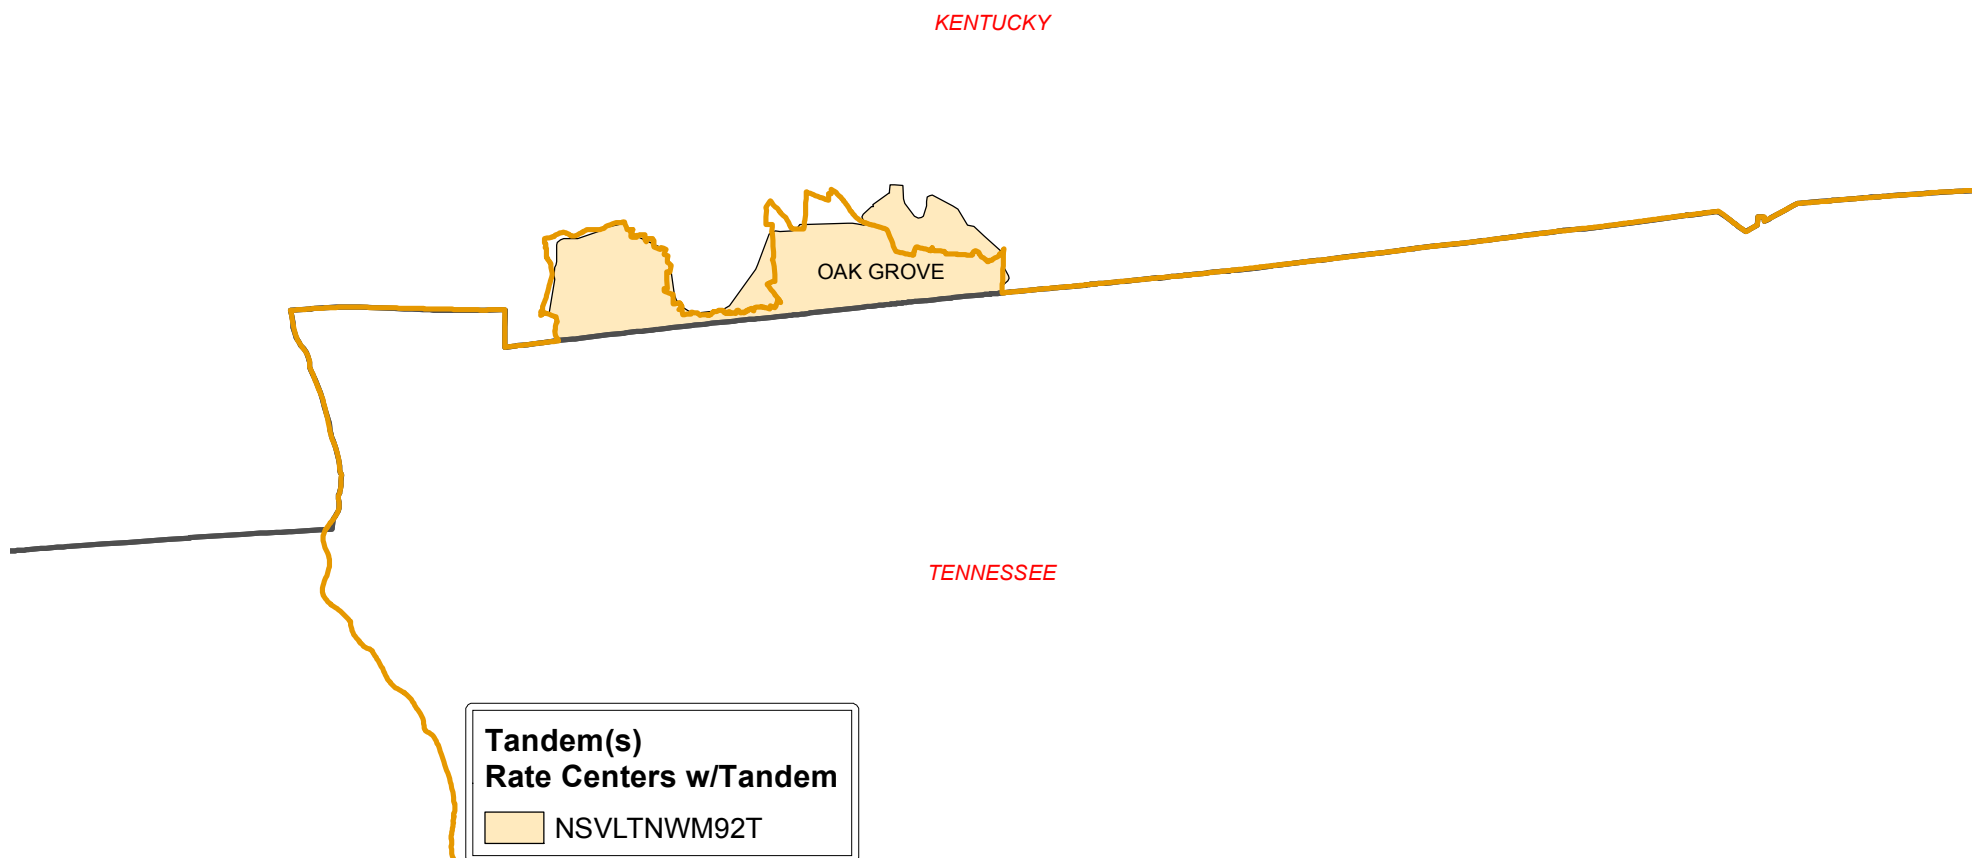 KENTUCKY
OAK GROVE
TENNESSEE
Tandem(s)
Rate Centers w/Tandem
NSVLTNWM92T